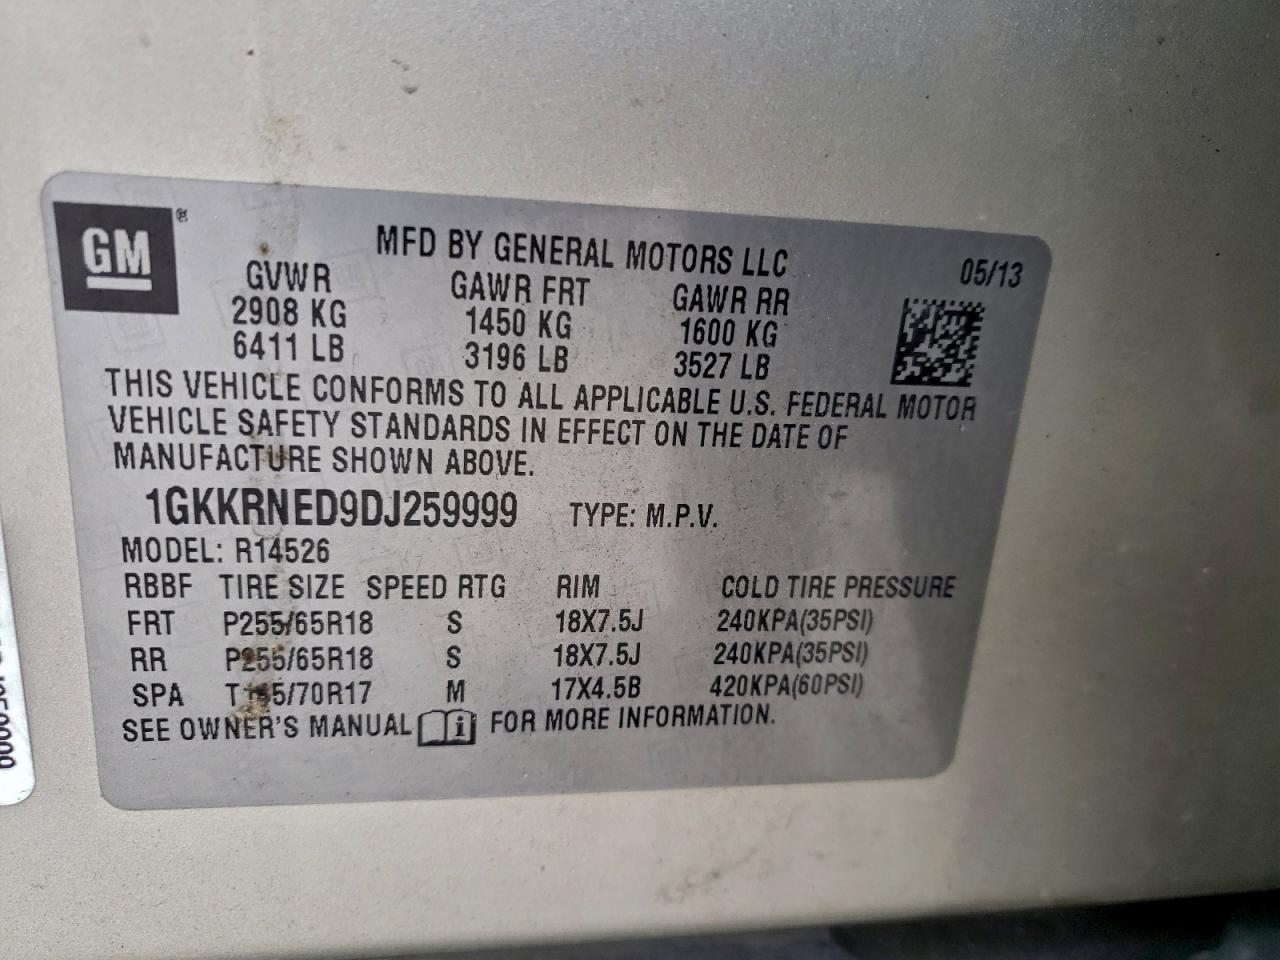 GM ®
MFD BY GENERAL MOTORS LLC 05/13
GVWR GAWR FRT GAWR RR
2908 KG 1450 KG 1600 KG
6411 LB 3196 LB 3527 LB
THIS VEHICLE CONFORMS TO ALL APPLICABLE U.S. FEDERAL MOTOR
VEHICLE SAFETY STANDARDS IN EFFECT ON THE DATE OF
MANUFACTURE SHOWN ABOVE.
1GKKRNED9DJ259999 TYPE: M.P.V.
MODEL: R14526
RBBF TIRE SIZE SPEED RTG RIM COLD TIRE PRESSURE
FRT P255/65R18 S 18X7.5J 240KPA(35PSI)
RR P255/65R18 S 18X7.5J 240KPA(35PSI)
SPA M 17X4.5B 420KPA(60PSI)
SEE OWNER'S MANUAL i FOR MORE INFORMATION.